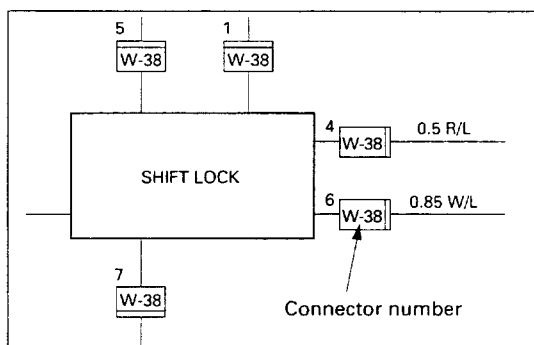 5
1
W-38
W-38
4
0.5 R/L
W-38
SHIFT LOCK
6
0.85 W/L
W-38
7
W-38
Connector number